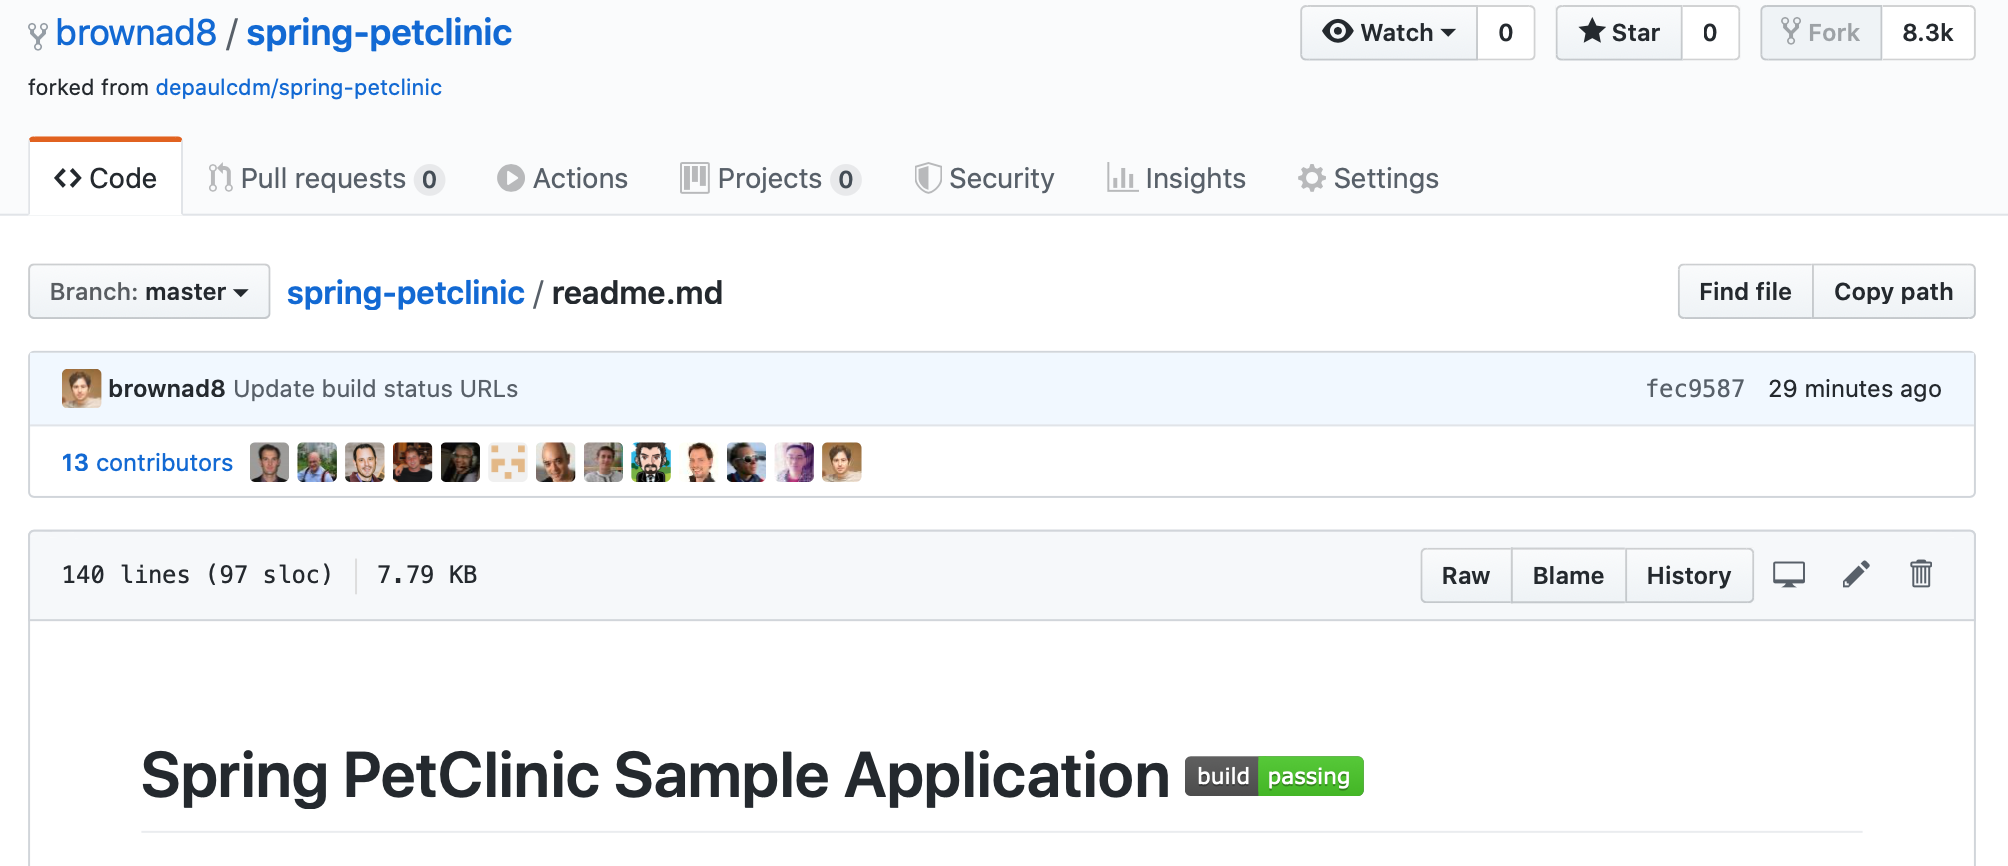 brownad8 / spring-petclinic
Watch 0 Star 0 Fork 8.3k
forked from depaulcdm/spring-petclinic
Code Pull requests 0 Actions Projects 0 Security Insights Settings
Branch: master spring-petclinic / readme.md Find file Copy path
brownad8 Update build status URLs fec9587 29 minutes ago
13 contributors
140 lines (97 sloc) 7.79 KB Raw Blame History
Spring PetClinic Sample Application build passing